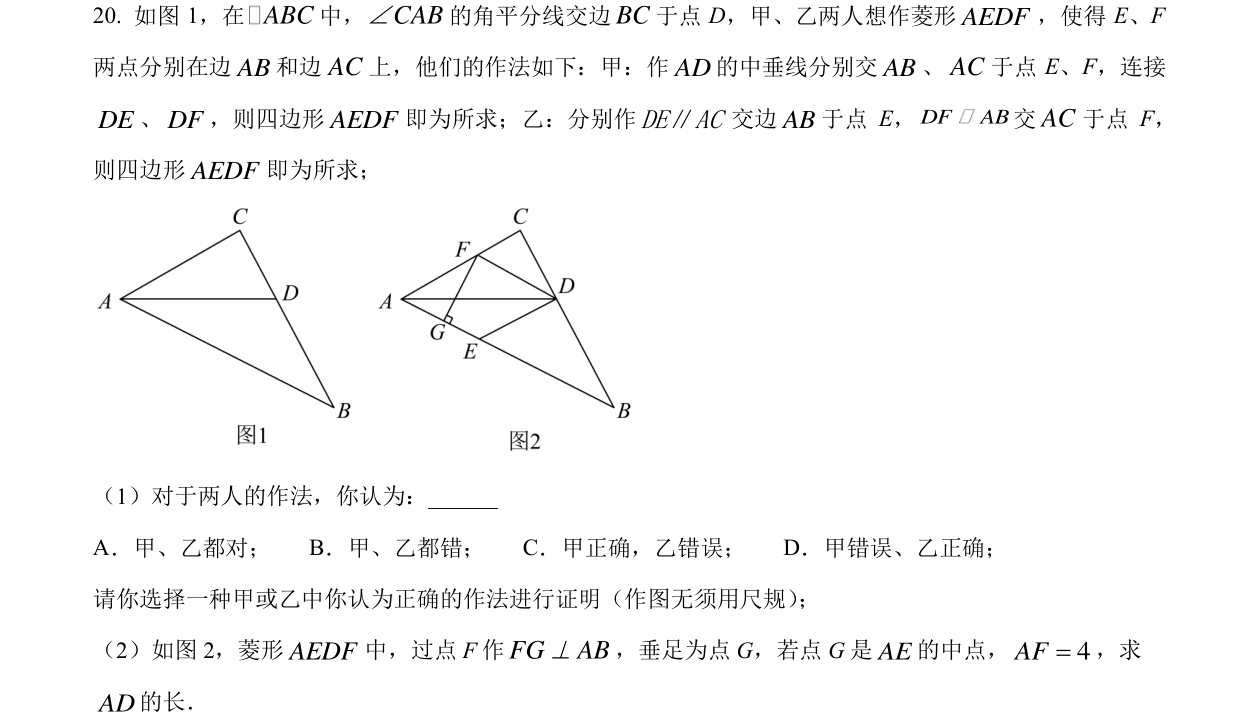 20. 如图 1，在□ABC 中，∠CAB 的角平分线交边 BC 于点 D，甲、乙两人想作菱形 AEDF ，使得 E、F
两点分别在边 AB 和边 AC 上，他们的作法如下：甲：作 AD 的中垂线分别交 AB 、 AC 于点 E、F，连接
DE 、 DF ，则四边形 AEDF 即为所求；乙：分别作 DE∥AC 交边 AB 于点 E， DF □ AB 交 AC 于点 F，
则四边形 AEDF 即为所求；
C
A
D
B
图1
C
F
A
D
G
E
B
图2
（1）对于两人的作法，你认为：______
A．甲、乙都对； B．甲、乙都错； C．甲正确，乙错误； D．甲错误、乙正确；
请你选择一种甲或乙中你认为正确的作法进行证明（作图无须用尺规）；
（2）如图 2，菱形 AEDF 中，过点 F 作 FG ⊥ AB ，垂足为点 G，若点 G 是 AE 的中点， AF = 4 ，求
AD 的长．